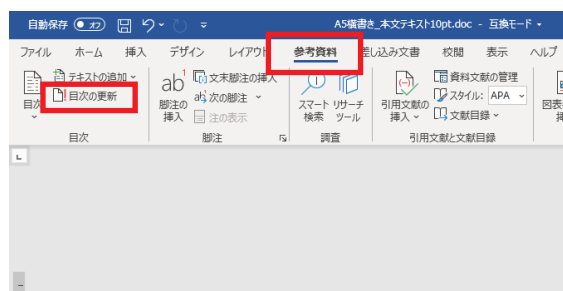 自動保存 オフ A5横書き_本文テキスト10pt.doc - 互換モード
ファイル ホーム 挿入 デザイン レイアウト 参考資料 差し込み文書 校閲 表示 ヘルプ
目次
テキストの追加
目次の更新
目次
ab1
脚注の
挿入
文末脚注の挿入
次の脚注
注の表示
脚注
スマート
検索
リサーチ
ツール
調査
引用文献の
挿入
資料文献の管理
スタイル: APA
文献目録
引用文献と文献目録
図表